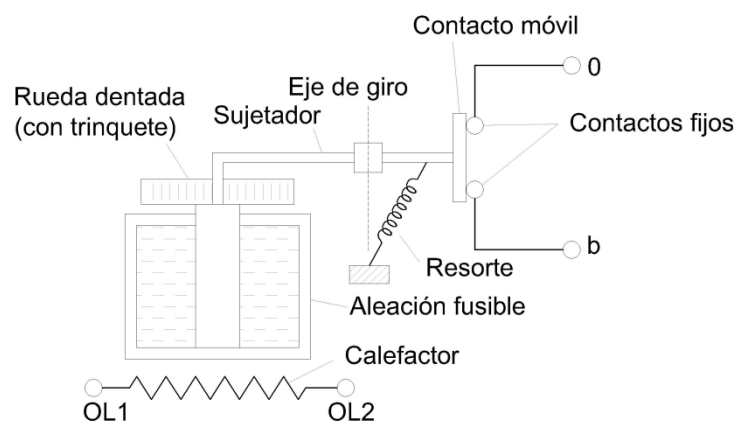 Contacto móvil
0
Eje de giro
Rueda dentada
(con trinquete)
Sujetador
Contactos fijos
b
Resorte
Aleación fusible
Calefactor
OL1
OL2